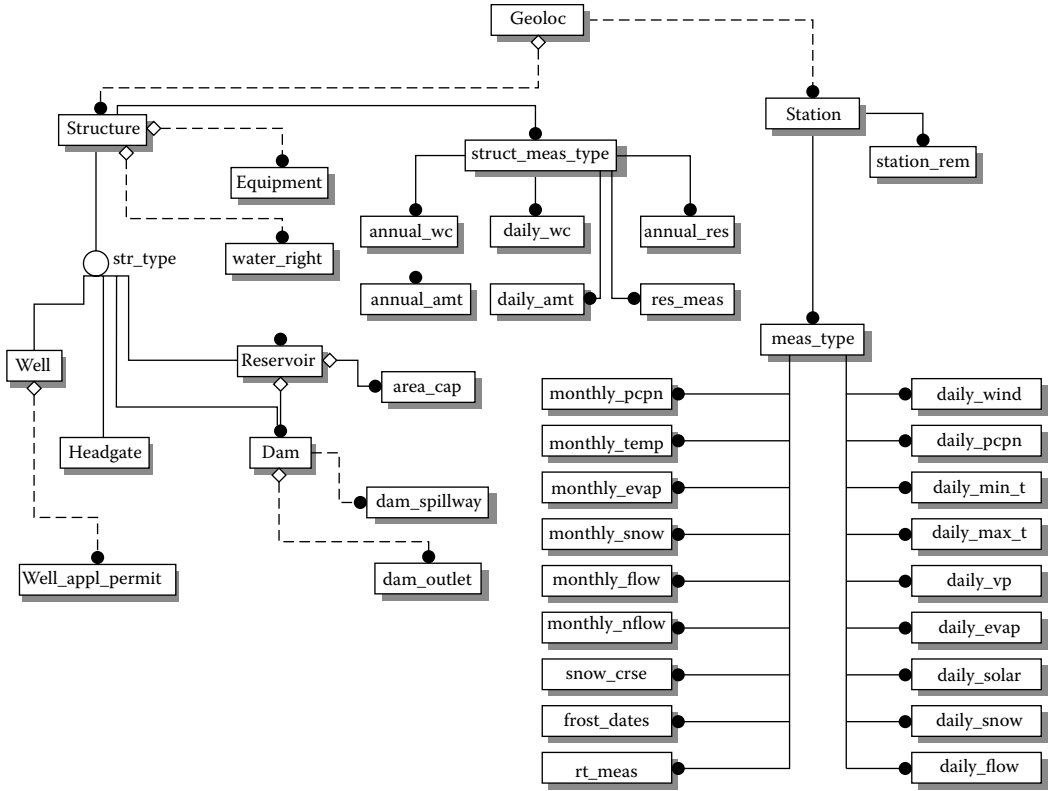 Geoloc
Structure
Station
struct_meas_type
station_rem
Equipment
annual_wc
daily_wc
annual_res
water_right
str_type
annual_amt
daily_amt
res_meas
Well
Reservoir
meas_type
area_cap
monthly_pcpn
daily_wind
Headgate
Dam
monthly_temp
daily_pcpn
dam_spillway
monthly_evap
daily_min_t
monthly_snow
daily_max_t
Well_appl_permit
dam_outlet
monthly_flow
daily_vp
monthly_nflow
daily_evap
snow_crse
daily_solar
frost_dates
daily_snow
rt_meas
daily_flow